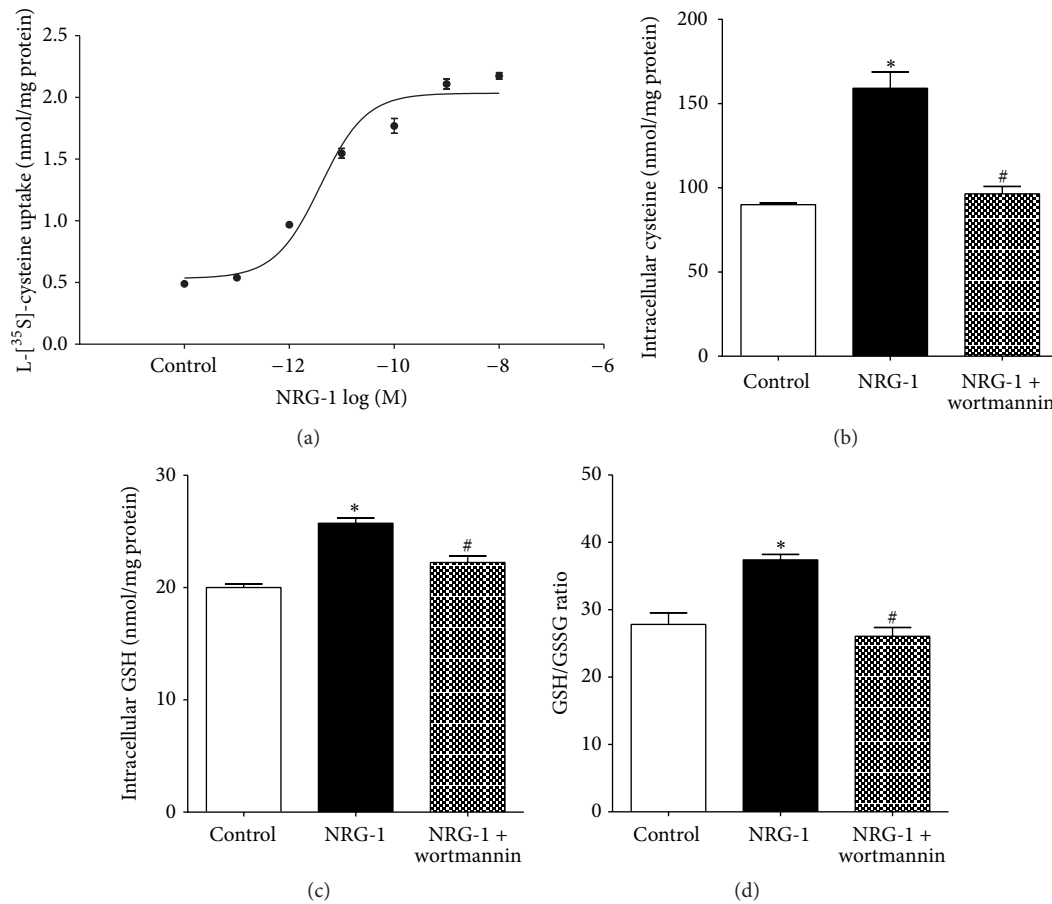 2.5
2.0
1.5
1.0
0.5
0.0
L-[³⁵S]-cysteine uptake (nmol/mg protein)
Control
−12
−10
−8
−6
NRG-1 log (M)
(a)
200
150
100
50
0
Intracellular cysteine (nmol/mg protein)
*
#
Control
NRG-1
NRG-1 +
wortmannin
(b)
30
20
10
0
Intracellular GSH (nmol/mg protein)
*
#
Control
NRG-1
NRG-1 +
wortmannin
(c)
50
40
30
20
10
0
GSH/GSSG ratio
*
#
Control
NRG-1
NRG-1 +
wortmannin
(d)